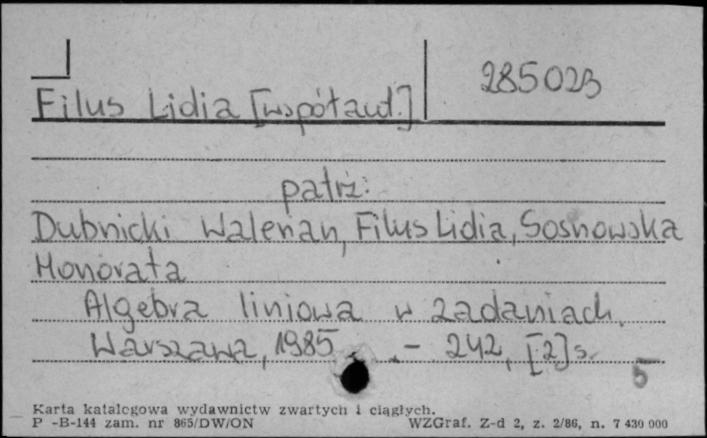 285023
Filus Lidia [współaut.]
patrz:
Dubnicki Walerian, Filus Lidia, Sosnowska
Honorata
Algebra liniowa w zadaniach.
Warszawa, 1985. - 242, [2] s.
5
Karta katalogowa wydawnictw zwartych i ciągłych.
P -B-144 zam. nr 865/DW/ON WZGraf. Z-d 2, z. 2/86, n. 7 430 000